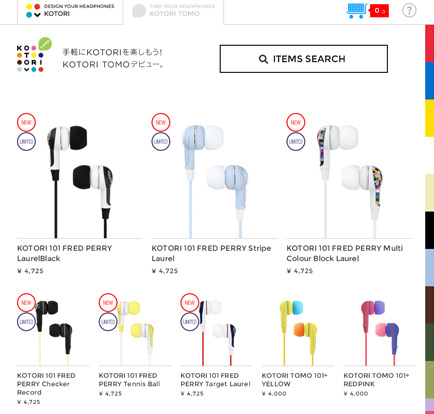 DESIGN YOUR HEADPHONES
KOTORI
FIND YOUR HEADPHONES
KOTORI TOMO
0 コ
?
KOTORI
手軽にKOTORIを楽しもう!
KOTORI TOMOデビュー。
ITEMS SEARCH
NEW
LIMITED
NEW
LIMITED
NEW
LIMITED
KOTORI 101 FRED PERRY
LaurelBlack
¥ 4,725
KOTORI 101 FRED PERRY Stripe
Laurel
¥ 4,725
KOTORI 101 FRED PERRY Multi
Colour Block Laurel
¥ 4,725
NEW
LIMITED
NEW
LIMITED
NEW
LIMITED
KOTORI 101 FRED
PERRY Checker
Record
¥ 4,725
KOTORI 101 FRED
PERRY Tennis Ball
¥ 4,725
KOTORI 101 FRED
PERRY Target Laurel
¥ 4,725
KOTORI TOMO 101+
YELLOW
¥ 4,000
KOTORI TOMO 101+
REDPINK
¥ 4,000